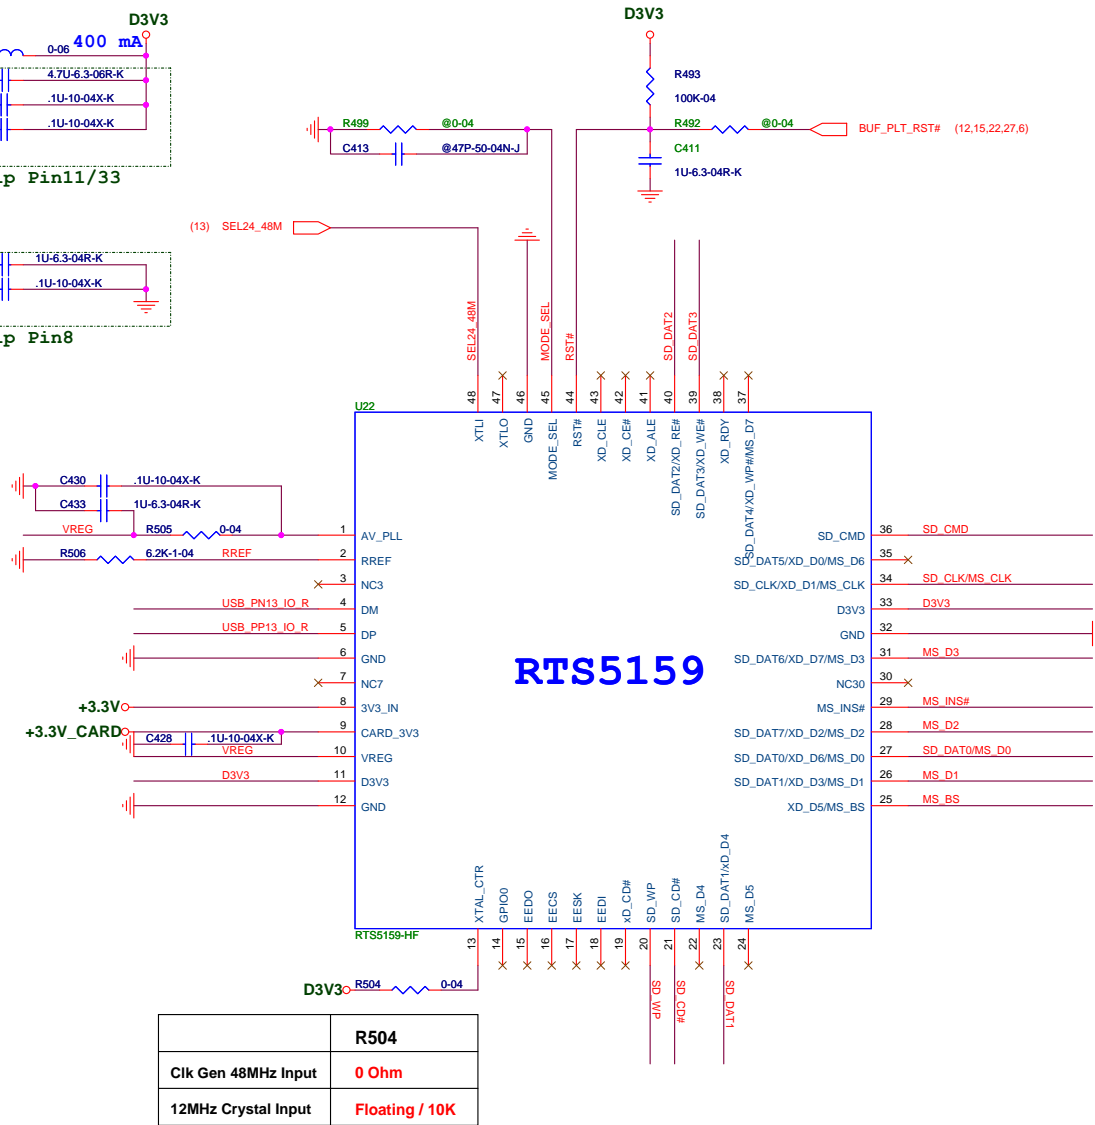 D3V3
400 mA
0-06
4.7U-6.3-06R-K
.1U-10-04X-K
.1U-10-04X-K
Pin11/33
1U-6.3-04R-K
.1U-10-04X-K
Pin8
D3V3
R493
100K-04
R499
@0-04
C413
@47P-50-04N-J
R492
@0-04
BUF_PLT_RST# (12,15,22,27,6)
C411
1U-6.3-04R-K
(13) SEL24_48M
SEL24_48M
MODE_SEL
RST#
SD_DAT2
SD_DAT3
48
47
46
45
44
43
42
41
40
39
38
37
U22
XTLI
XTLO
GND
MODE_SEL
RST#
XD_CLE
XD_CE#
XD_ALE
SD_DAT2/XD_RE#
SD_DAT3/XD_WE#
XD_RDY
SD_DAT4/XD_WP#/MS_D7
C430
.1U-10-04X-K
C433
1U-6.3-04R-K
VREG
R505
0-04
1
AV_PLL
R506
6.2K-1-04
RREF
2
RREF
3
NC3
USB_PN13_IO_R
4
DM
USB_PP13_IO_R
5
DP
6
GND
7
NC7
+3.3V
8
3V3_IN
+3.3V_CARD
9
CARD_3V3
C428
.1U-10-04X-K
VREG
10
VREG
D3V3
11
D3V3
12
GND
RTS5159
SD_CMD
36
SD_CMD
SD_DAT5/XD_D0/MS_D6
35
SD_CLK/XD_D1/MS_CLK
34
SD_CLK/MS_CLK
D3V3
33
D3V3
GND
32
SD_DAT6/XD_D7/MS_D3
31
MS_D3
NC30
30
MS_INS#
29
MS_INS#
SD_DAT7/XD_D2/MS_D2
28
MS_D2
SD_DAT0/XD_D6/MS_D0
27
SD_DAT0/MS_D0
SD_DAT1/XD_D3/MS_D1
26
MS_D1
XD_D5/MS_BS
25
MS_BS
XTAL_CTR
GPIO0
EEDO
EECS
EESK
EEDI
xD_CD#
SD_WP
SD_CD#
MS_D4
SD_DAT1/xD_D4
MS_D5
RTS5159-HF
13
14
15
16
17
18
19
20
21
22
23
24
D3V3
R504
0-04
SD_WP
SD_CD#
SD_DAT1
R504
Clk Gen 48MHz Input
0 Ohm
12MHz Crystal Input
Floating / 10K